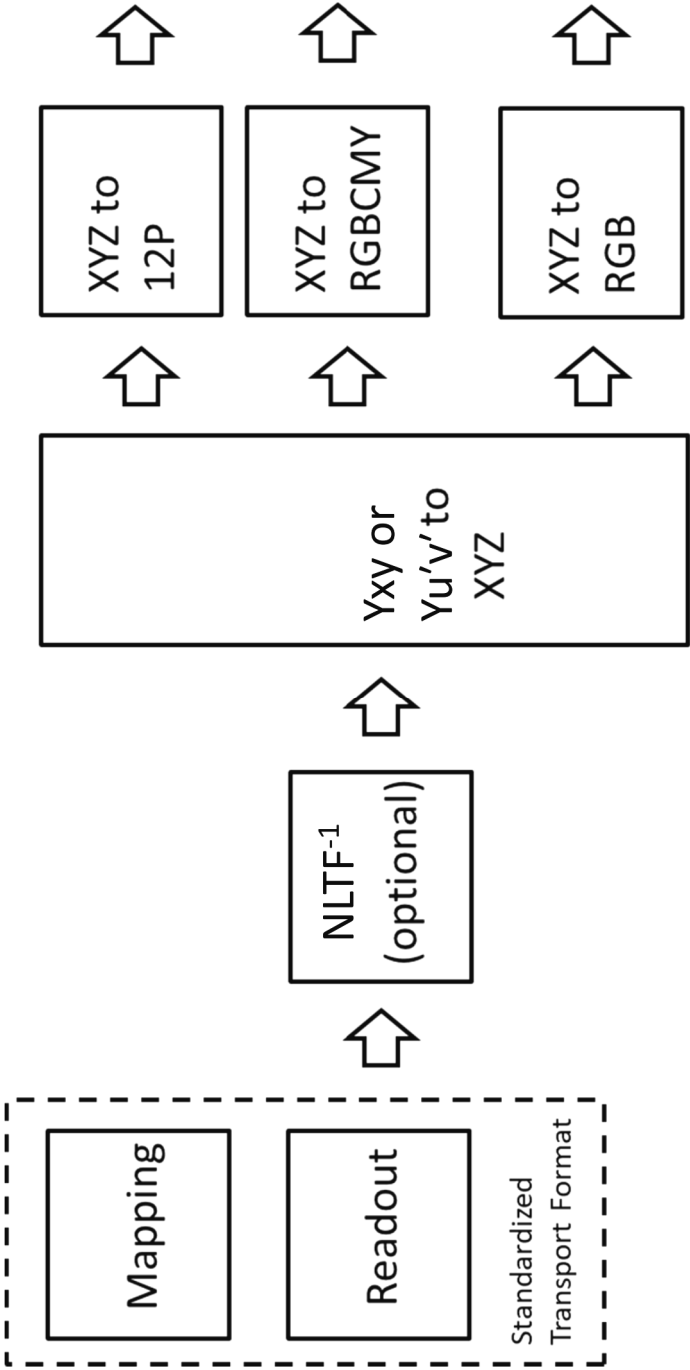 Mapping
Readout
Standardized
Transport Format
NLTF⁻¹
(optional)
Yxy or
Yu'v' to
XYZ
XYZ to
12P
XYZ to
RGBCMY
XYZ to
RGB